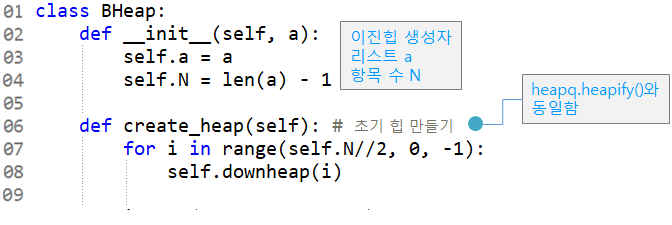 01 class BHeap:
02     def __init__(self, a):
03         self.a = a
04         self.N = len(a) - 1
이진힙 생성자
리스트 a
항목 수 N
05
06     def create_heap(self): # 초기 힙 만들기
heapq.heapify()와
동일함
07         for i in range(self.N//2, 0, -1):
08             self.downheap(i)
09